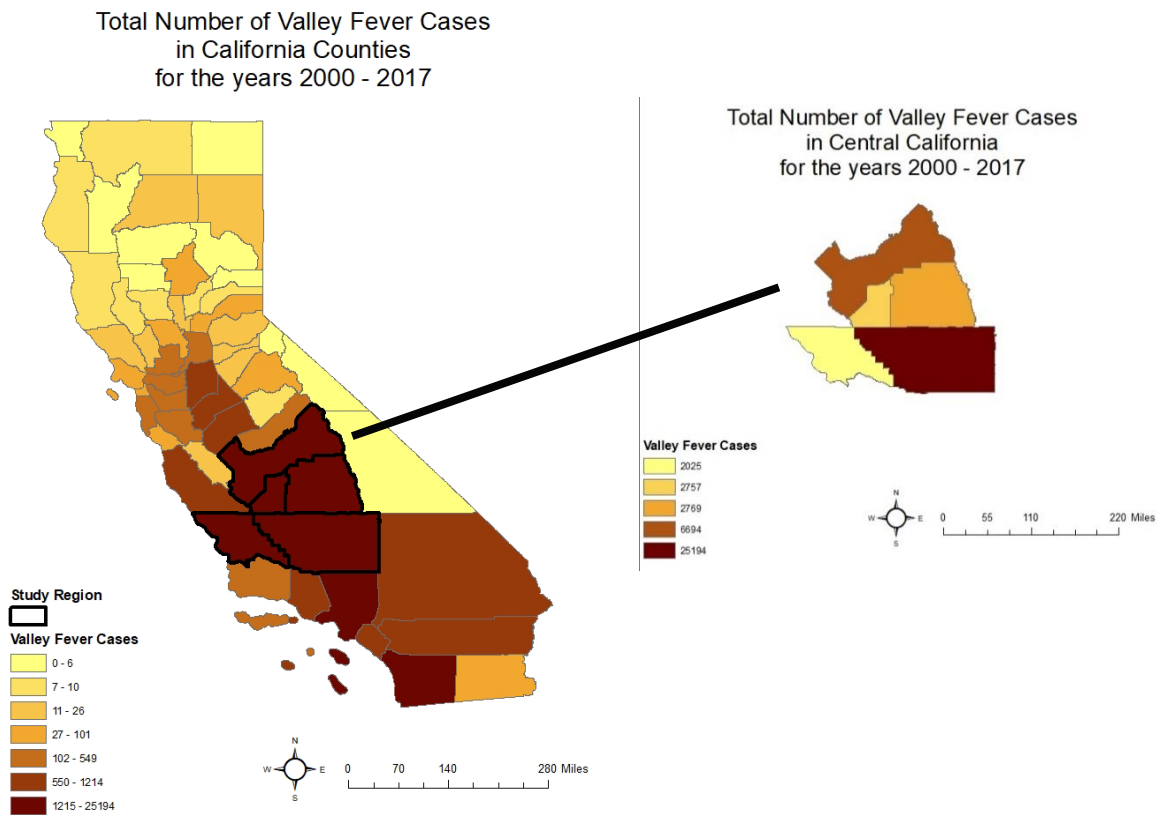 Total Number of Valley Fever Cases
in California Counties
for the years 2000 - 2017
Study Region
Valley Fever Cases
0 - 6
7 - 10
11 - 26
27 - 101
102 - 549
550 - 1214
1215 - 25194
N
W E
S
0 70 140 280 Miles
Total Number of Valley Fever Cases
in Central California
for the years 2000 - 2017
Valley Fever Cases
2025
2757
2769
6694
25194
N
W E
S
0 55 110 220 Miles